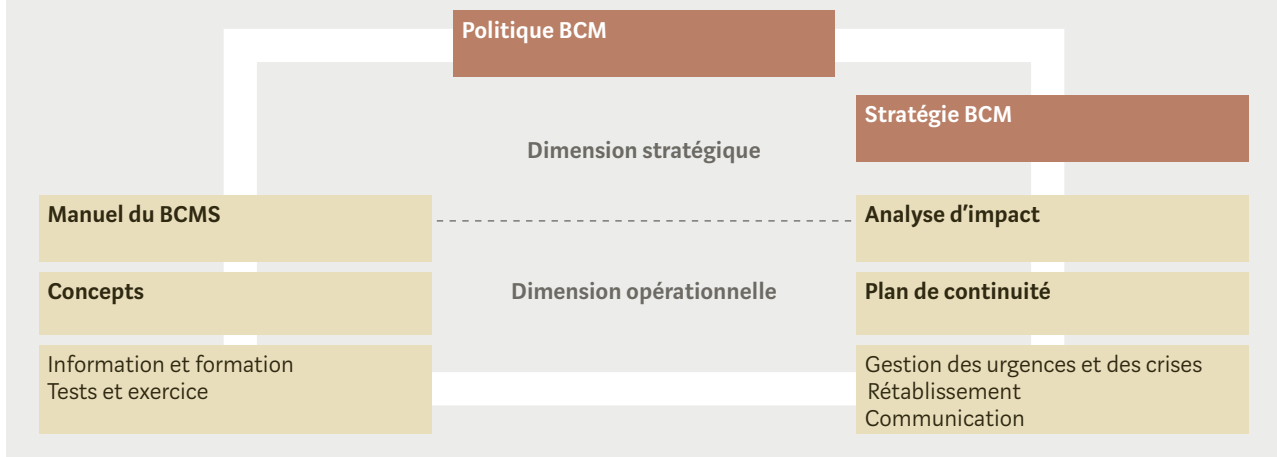 Politique BCM
Stratégie BCM
Dimension stratégique
Manuel du BCMS
Analyse d’impact
Concepts
Dimension opérationnelle
Plan de continuité
Information et formation
Tests et exercice
Gestion des urgences et des crises
Rétablissement
Communication